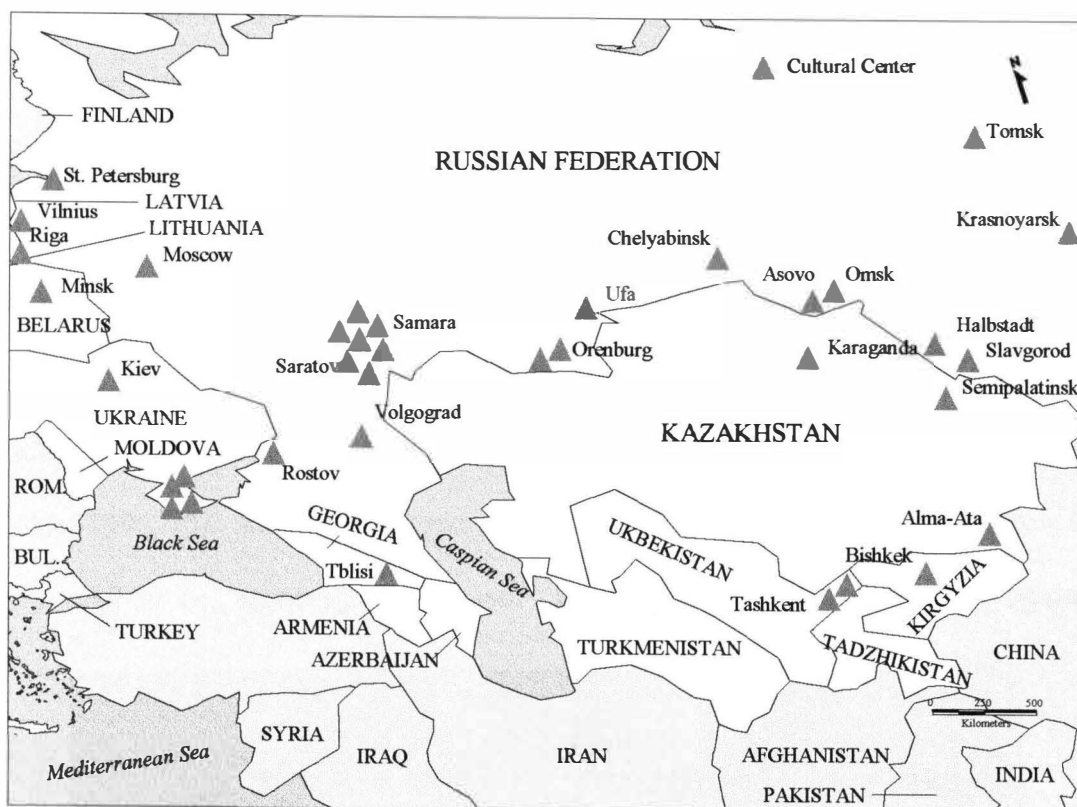 Cultural Center
N
FINLAND
Tomsk
RUSSIAN FEDERATION
St. Petersburg
LATVIA
Vilnius
LITHUANIA
Krasnoyarsk
Riga
Moscow
Chelyabinsk
Asovo
Omsk
Minsk
Ufa
BELARUS
Samara
Halbstadt
Orenburg
Karaganda
Slavgorod
Saratov
Kiev
Semipalatinsk
UKRAINE
Volgograd
KAZAKHSTAN
MOLDOVA
Rostov
ROM.
GEORGIA
Alma-Ata
Black Sea
Caspian Sea
UKBEKISTAN
Bishkek
BUL.
Tblisi
KIRGYZIA
Tashkent
TURKEY
ARMENIA
AZERBAIJAN
TURKMENISTAN
TADZHIKISTAN
CHINA
0 250 500
Kilometers
SYRIA
IRAQ
IRAN
AFGHANISTAN
Mediterranean Sea
INDIA
PAKISTAN